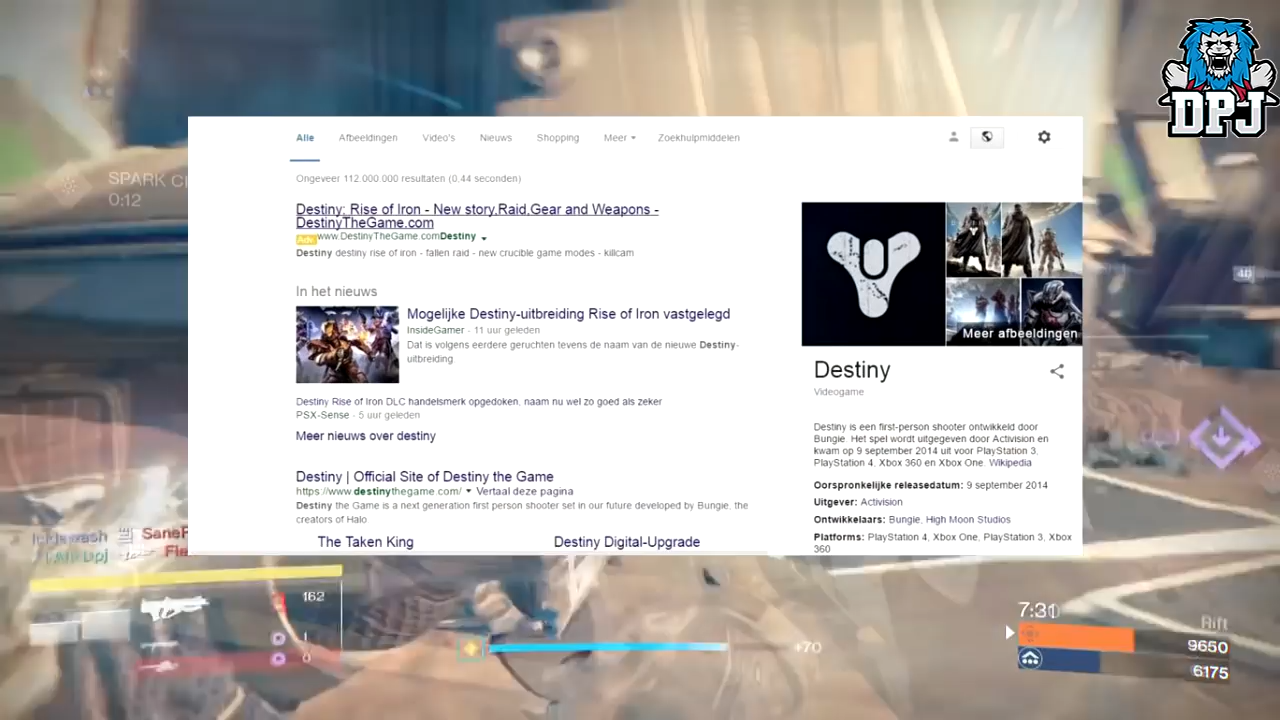 DPJ
Alle Afbeeldingen Video's Nieuws Shopping Meer Zoekhulpmiddelen
Ongeveer 112.000.000 resultaten (0,44 seconden)
SPARK
0:12
Destiny: Rise of Iron - New story,Raid,Gear and Weapons -
DestinyTheGame.com
www.DestinyTheGame.comDestiny
Destiny destiny rise of iron - fallen raid - new crucible game modes - killcam
In het nieuws
Mogelijke Destiny-uitbreiding Rise of Iron vastgelegd
InsideGamer - 11 uur geleden
Dat is volgens eerdere geruchten tevens de naam van de nieuwe Destiny-
uitbreiding.
Destiny Rise of Iron DLC handelsmerk opgedoken, naam nu wel zo goed als zeker
PSX-Sense - 5 uur geleden
Meer nieuws over destiny
Destiny | Official Site of Destiny the Game
https://www.destinythegame.com/ Vertaal deze pagina
Destiny the Game is a next generation first person shooter set in our future developed by Bungie, the
creators of Halo
The Taken King Destiny Digital-Upgrade
Meer afbeeldingen
Destiny
Videogame
Destiny is een first-person shooter ontwikkeld door
Bungie. Het spel wordt uitgegeven door Activision en
kwam op 9 september 2014 uit voor PlayStation 3,
PlayStation 4, Xbox 360 en Xbox One. Wikipedia
Oorspronkelijke releasedatum: 9 september 2014
Uitgever: Activision
Ontwikkelaars: Bungie, High Moon Studios
Platforms: PlayStation 4, Xbox One, PlayStation 3, Xbox
360
162
1
0
+70
7:30
Rift
9650
6175